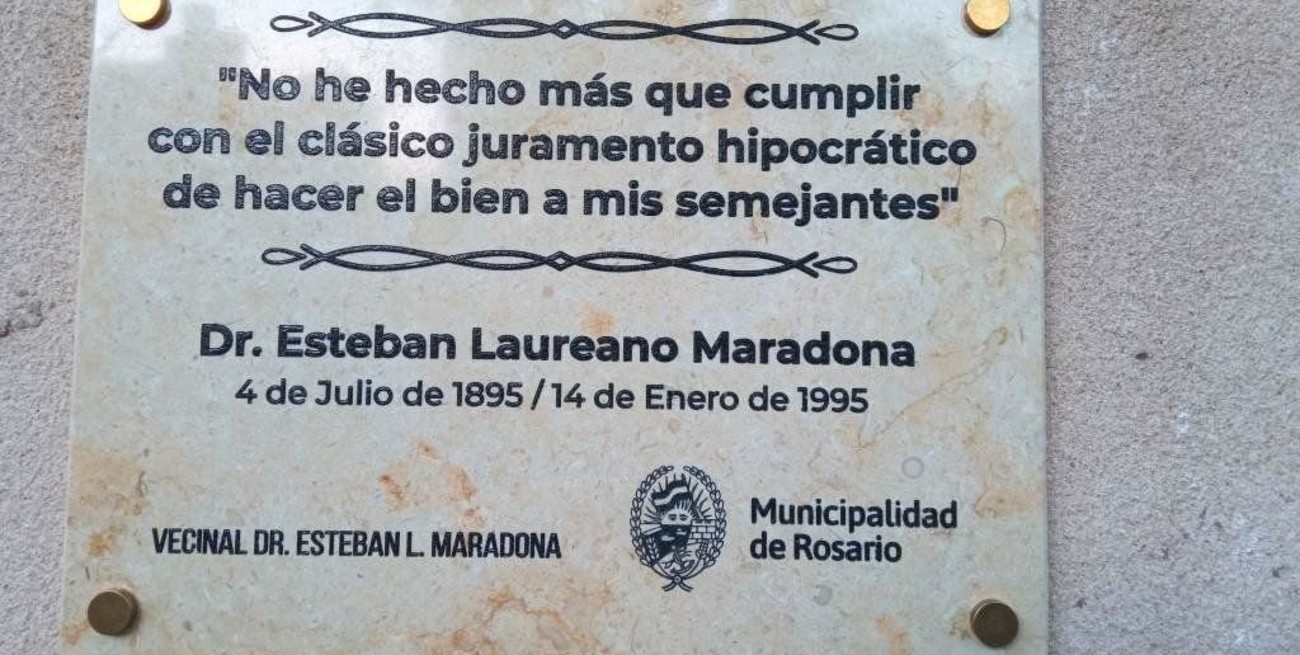 "No he hecho más que cumplir
con el clásico juramento hipocrático
de hacer el bien a mis semejantes"
Dr. Esteban Laureano Maradona
4 de Julio de 1895 / 14 de Enero de 1995
VECINAL DR. ESTEBAN L. MARADONA
Municipalidad
de Rosario